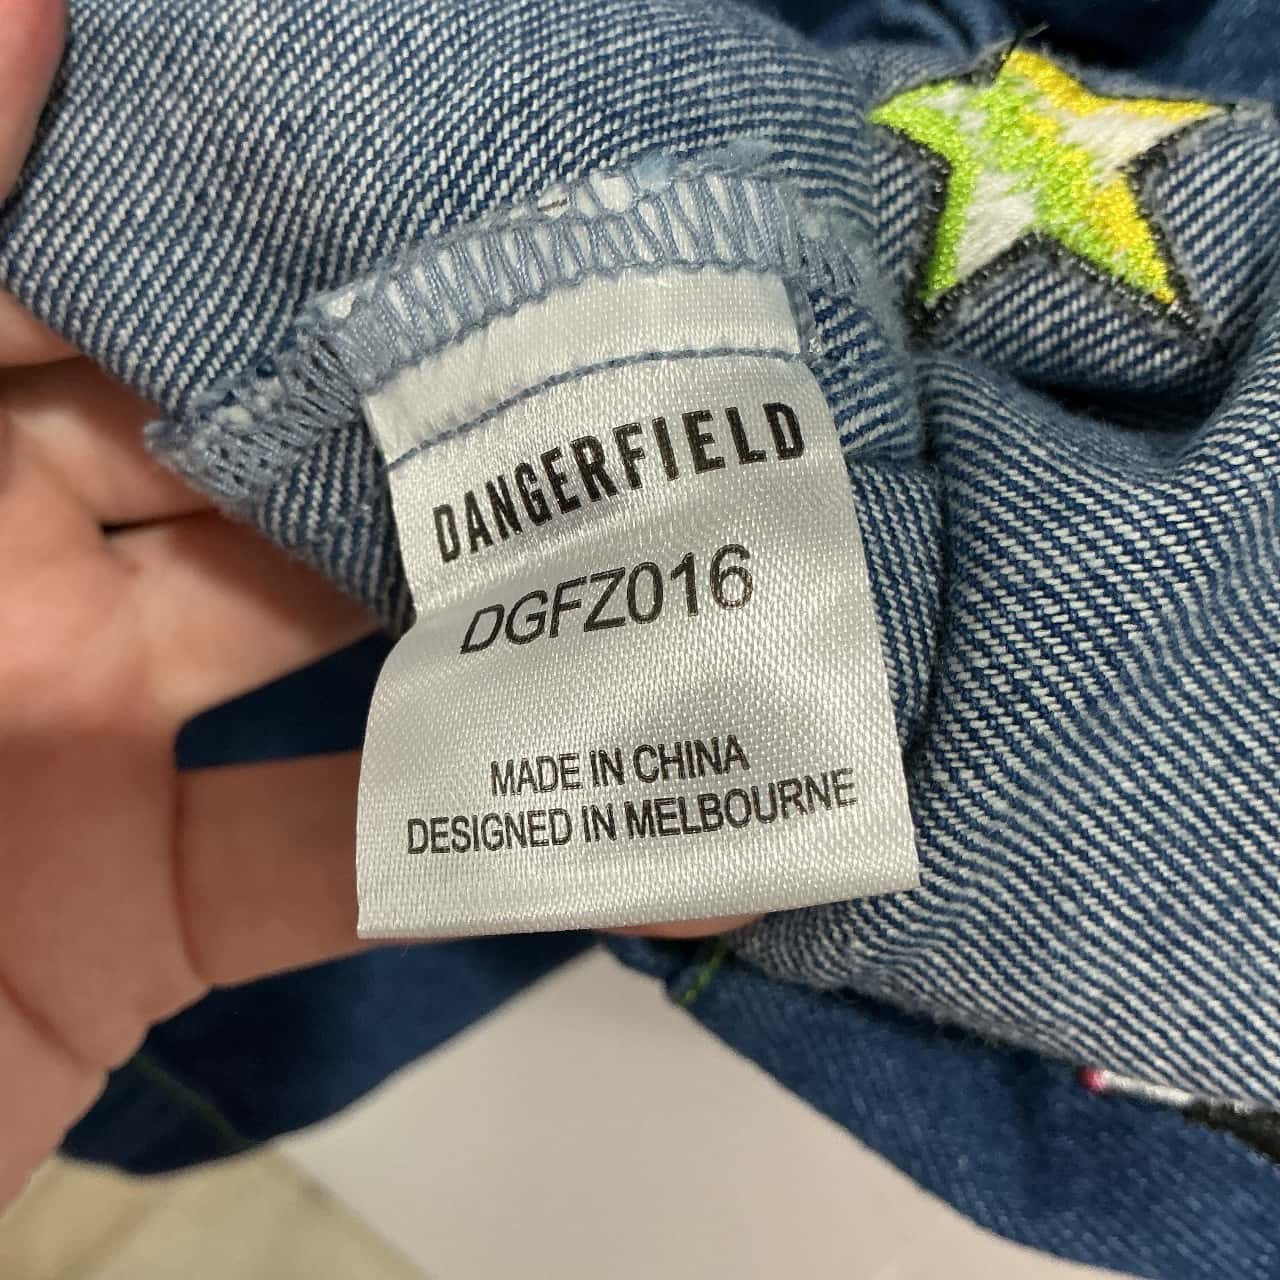 DANGERFIELD
DGFZ016
MADE IN CHINA
DESIGNED IN MELBOURNE